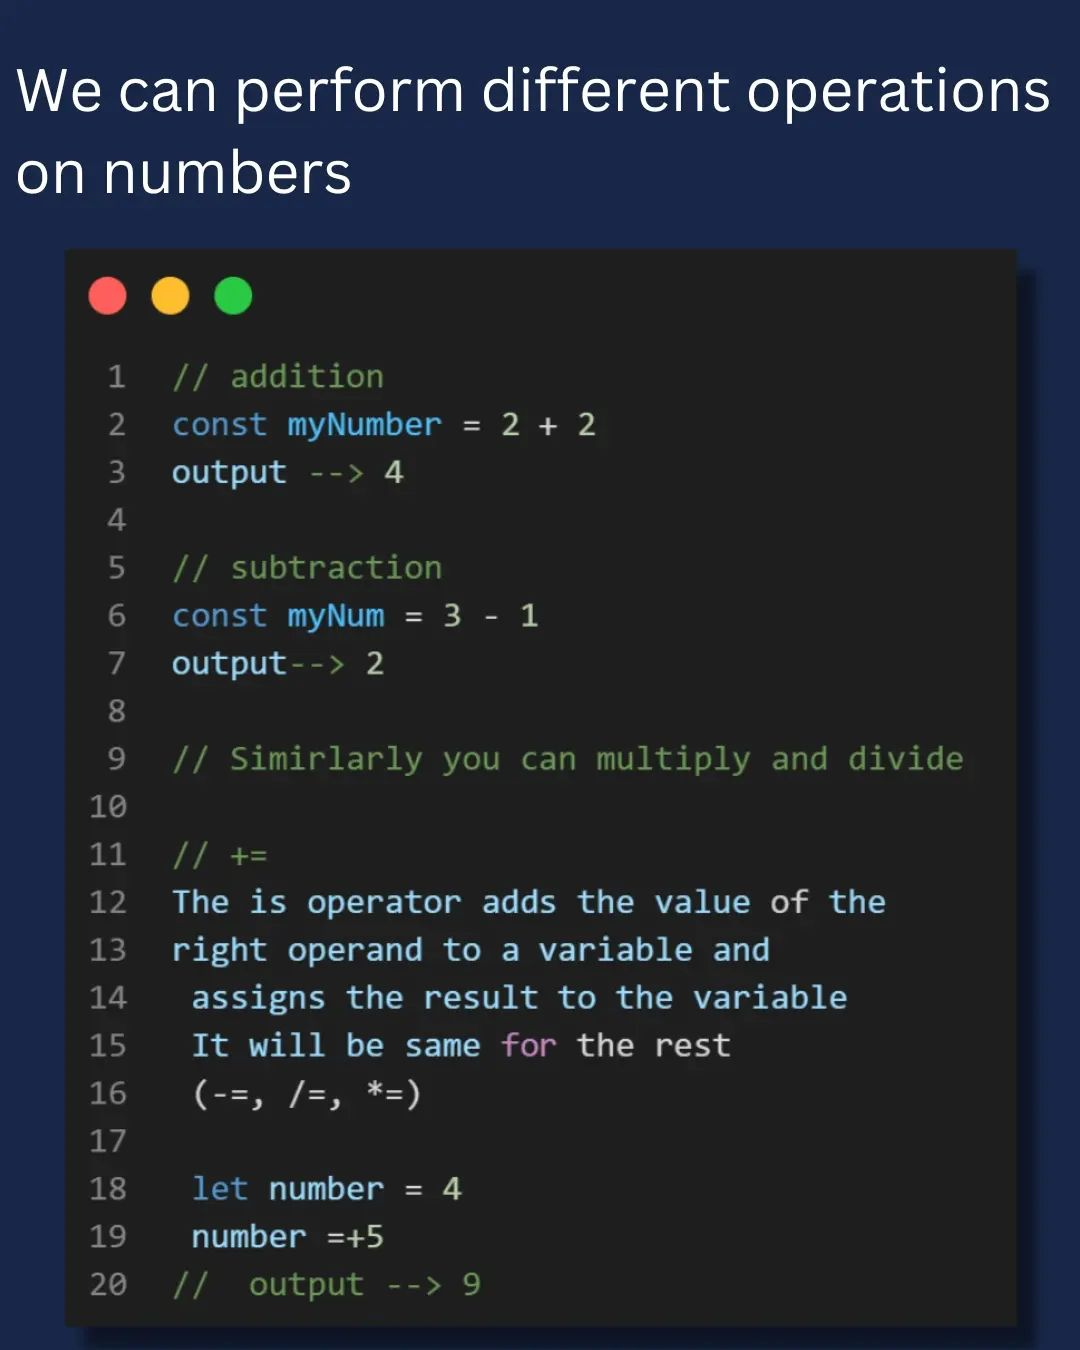 We can perform different operations
on numbers
1 // addition
2 const myNumber = 2 + 2
3 output --> 4
4
5 // subtraction
6 const myNum = 3 - 1
7 output--> 2
8
9 // Simirlarly you can multiply and divide
10
11 // +=
12 The is operator adds the value of the
13 right operand to a variable and
14 assigns the result to the variable
15 It will be same for the rest
16 (-=, /=, *=)
17
18 let number = 4
19 number =+5
20 // output --> 9